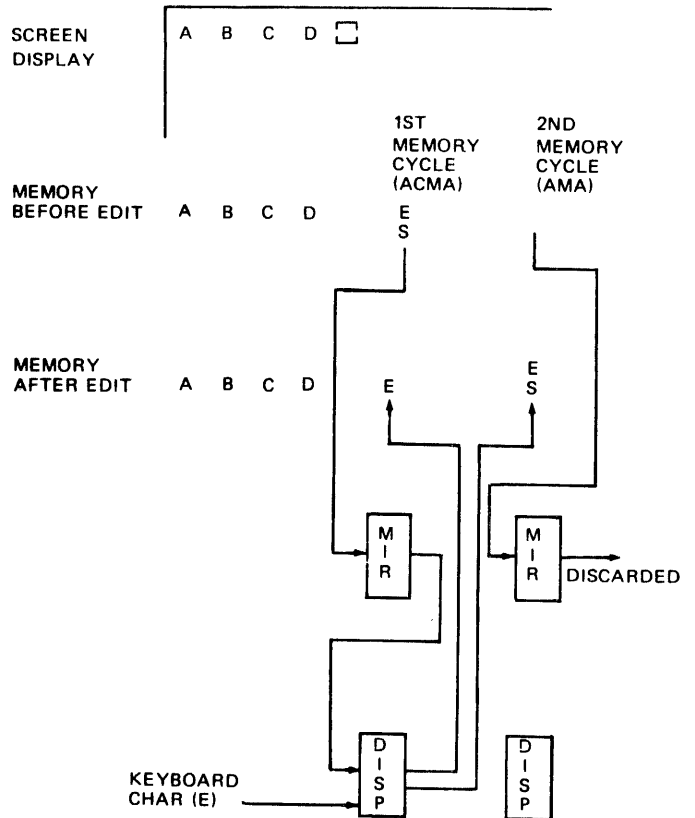 SCREEN
DISPLAY
A B C D
1ST
MEMORY
CYCLE
(ACMA)
2ND
MEMORY
CYCLE
(AMA)
MEMORY
BEFORE EDIT
A B C D
E
S
MEMORY
AFTER EDIT
A B C D
E
E
S
M
I
R
M
I
R
DISCARDED
D
I
S
P
D
I
S
P
KEYBOARD
CHAR (E)